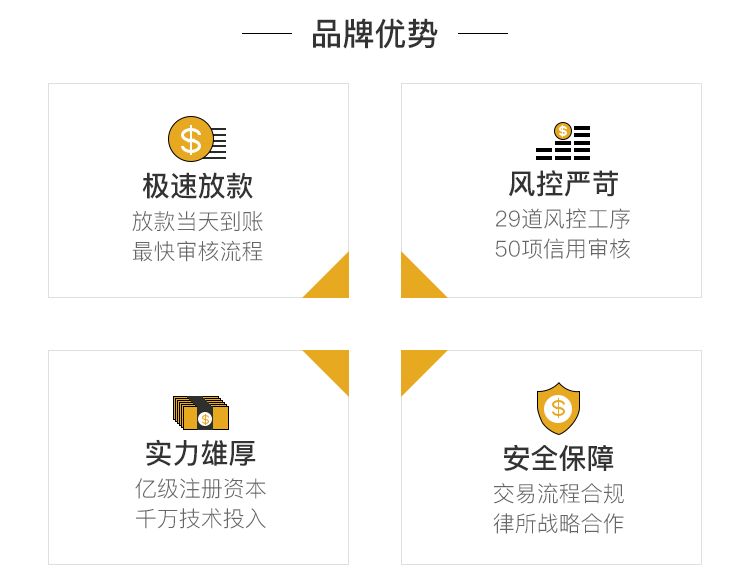 品牌优势
极速放款
放款当天到账
最快审核流程
风控严苛
29道风控工序
50项信用审核
实力雄厚
亿级注册资本
千万技术投入
安全保障
交易流程合规
律所战略合作